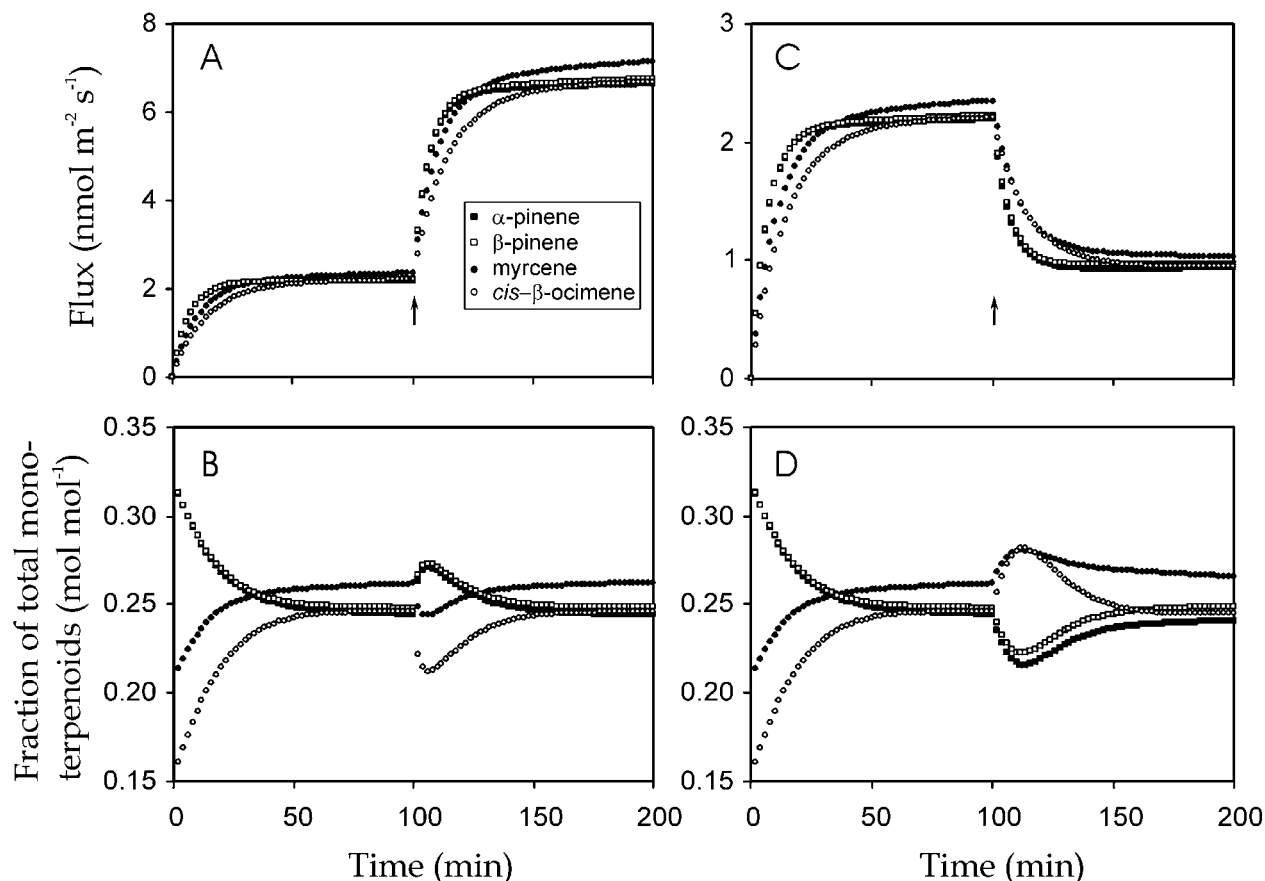 Flux (nmol m⁻² s⁻¹)
8
6
4
2
0
A
α-pinene
β-pinene
myrcene
cis–β-ocimene
3
2
1
0
C
Fraction of total mono-
terpenoids (mol mol⁻¹)
0.35
0.30
0.25
0.20
0.15
B
0 50 100 150 200
Time (min)
0.35
0.30
0.25
0.20
0.15
D
0 50 100 150 200
Time (min)